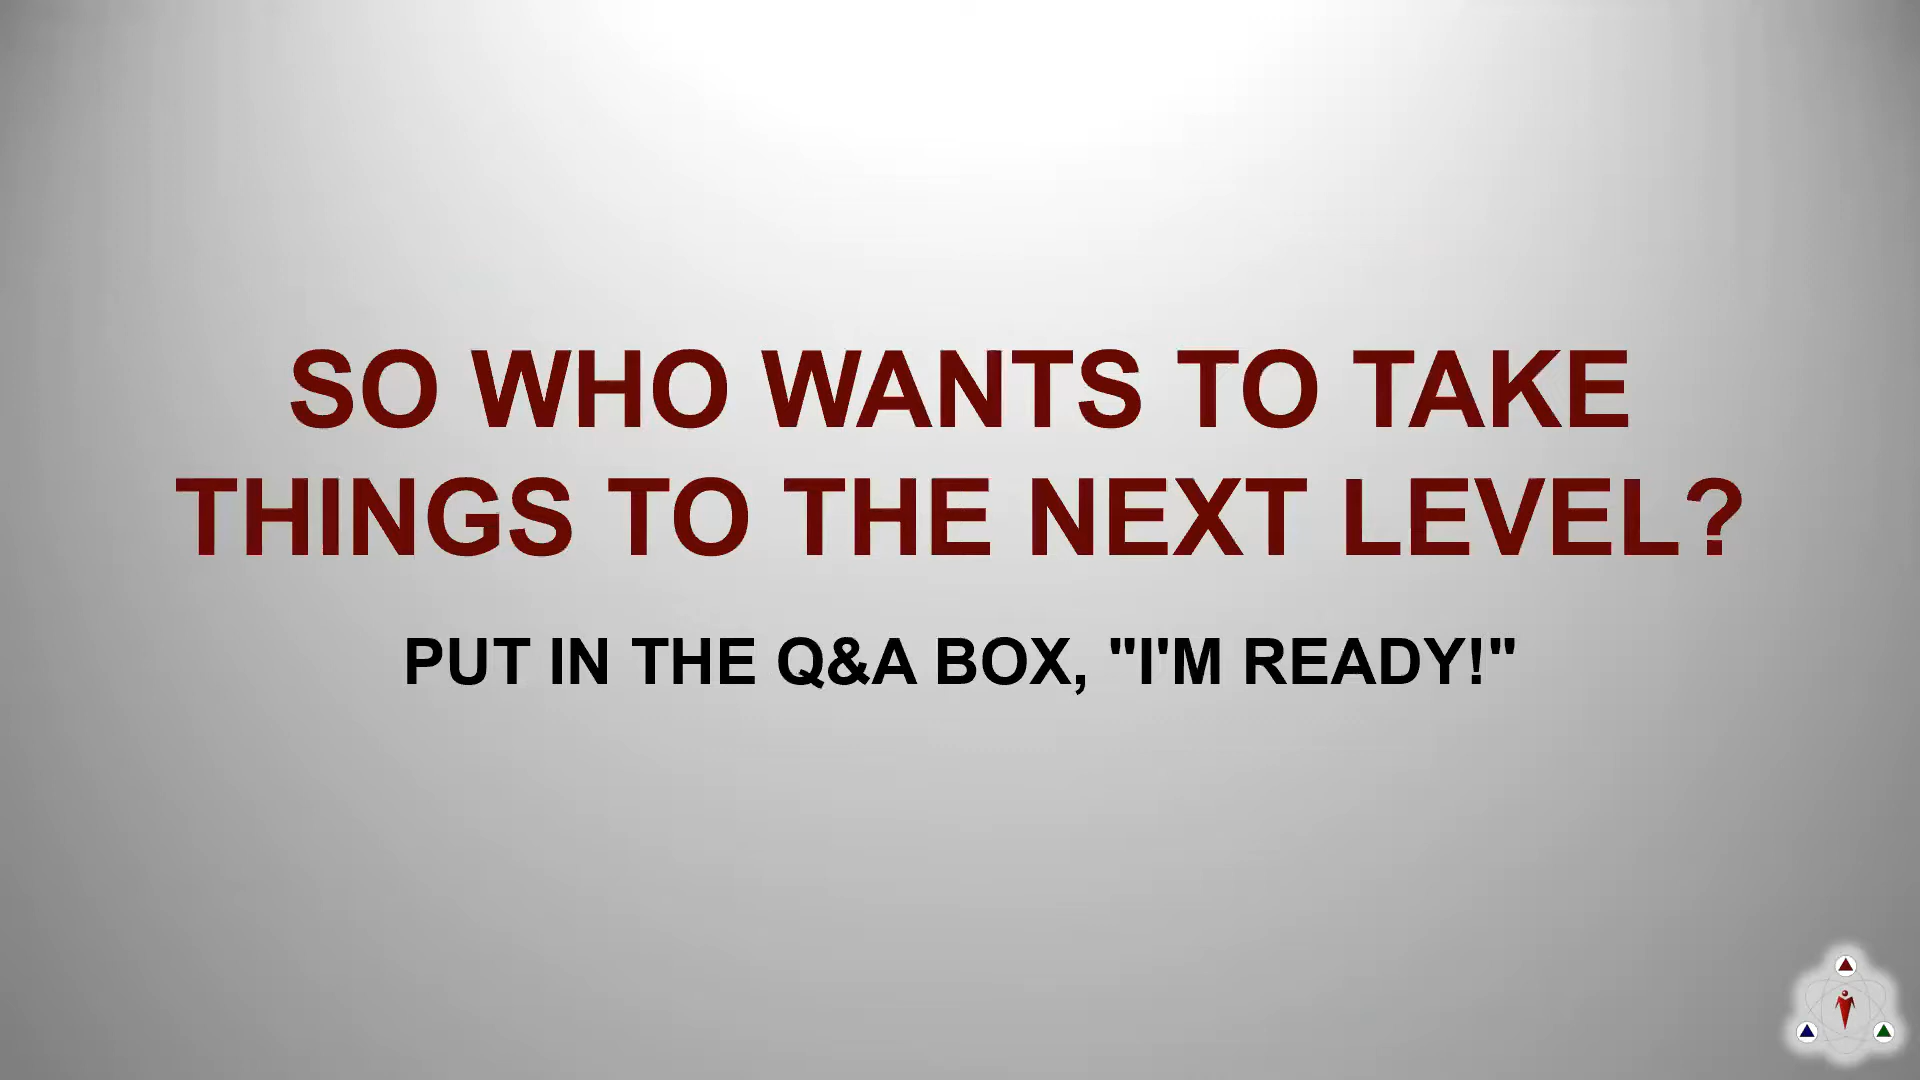 SO WHO WANTS TO TAKE
THINGS TO THE NEXT LEVEL?
PUT IN THE Q&A BOX, "I'M READY!"